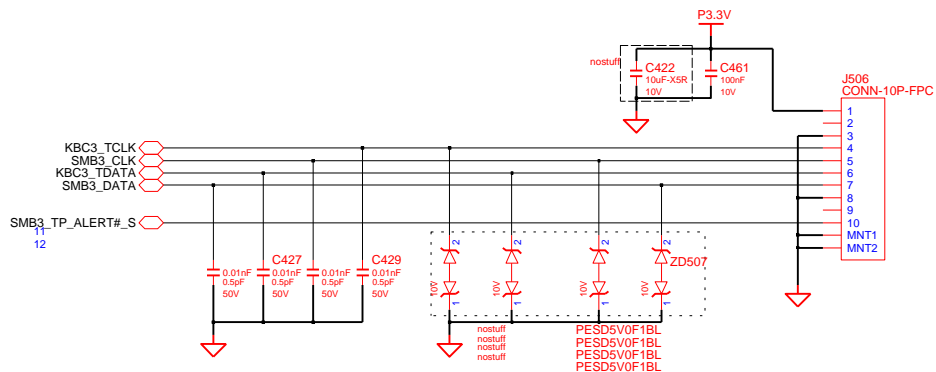 P3.3V
nostuff
C422
10uF-X5R
10V
C461
100nF
10V
J506
CONN-10P-FPC
1
2
3
4
5
6
7
8
9
10
MNT1
MNT2
KBC3_TCLK
SMB3_CLK
KBC3_TDATA
SMB3_DATA
SMB3_TP_ALERT#_S
11
12
0.01nF
0.5pF
50V
C427
0.01nF
0.5pF
50V
0.01nF
0.5pF
50V
C429
0.01nF
0.5pF
50V
2
10V
1
2
10V
1
2
10V
1
2
ZD507
10V
1
nostuff
nostuff
nostuff
nostuff
PESD5V0F1BL
PESD5V0F1BL
PESD5V0F1BL
PESD5V0F1BL